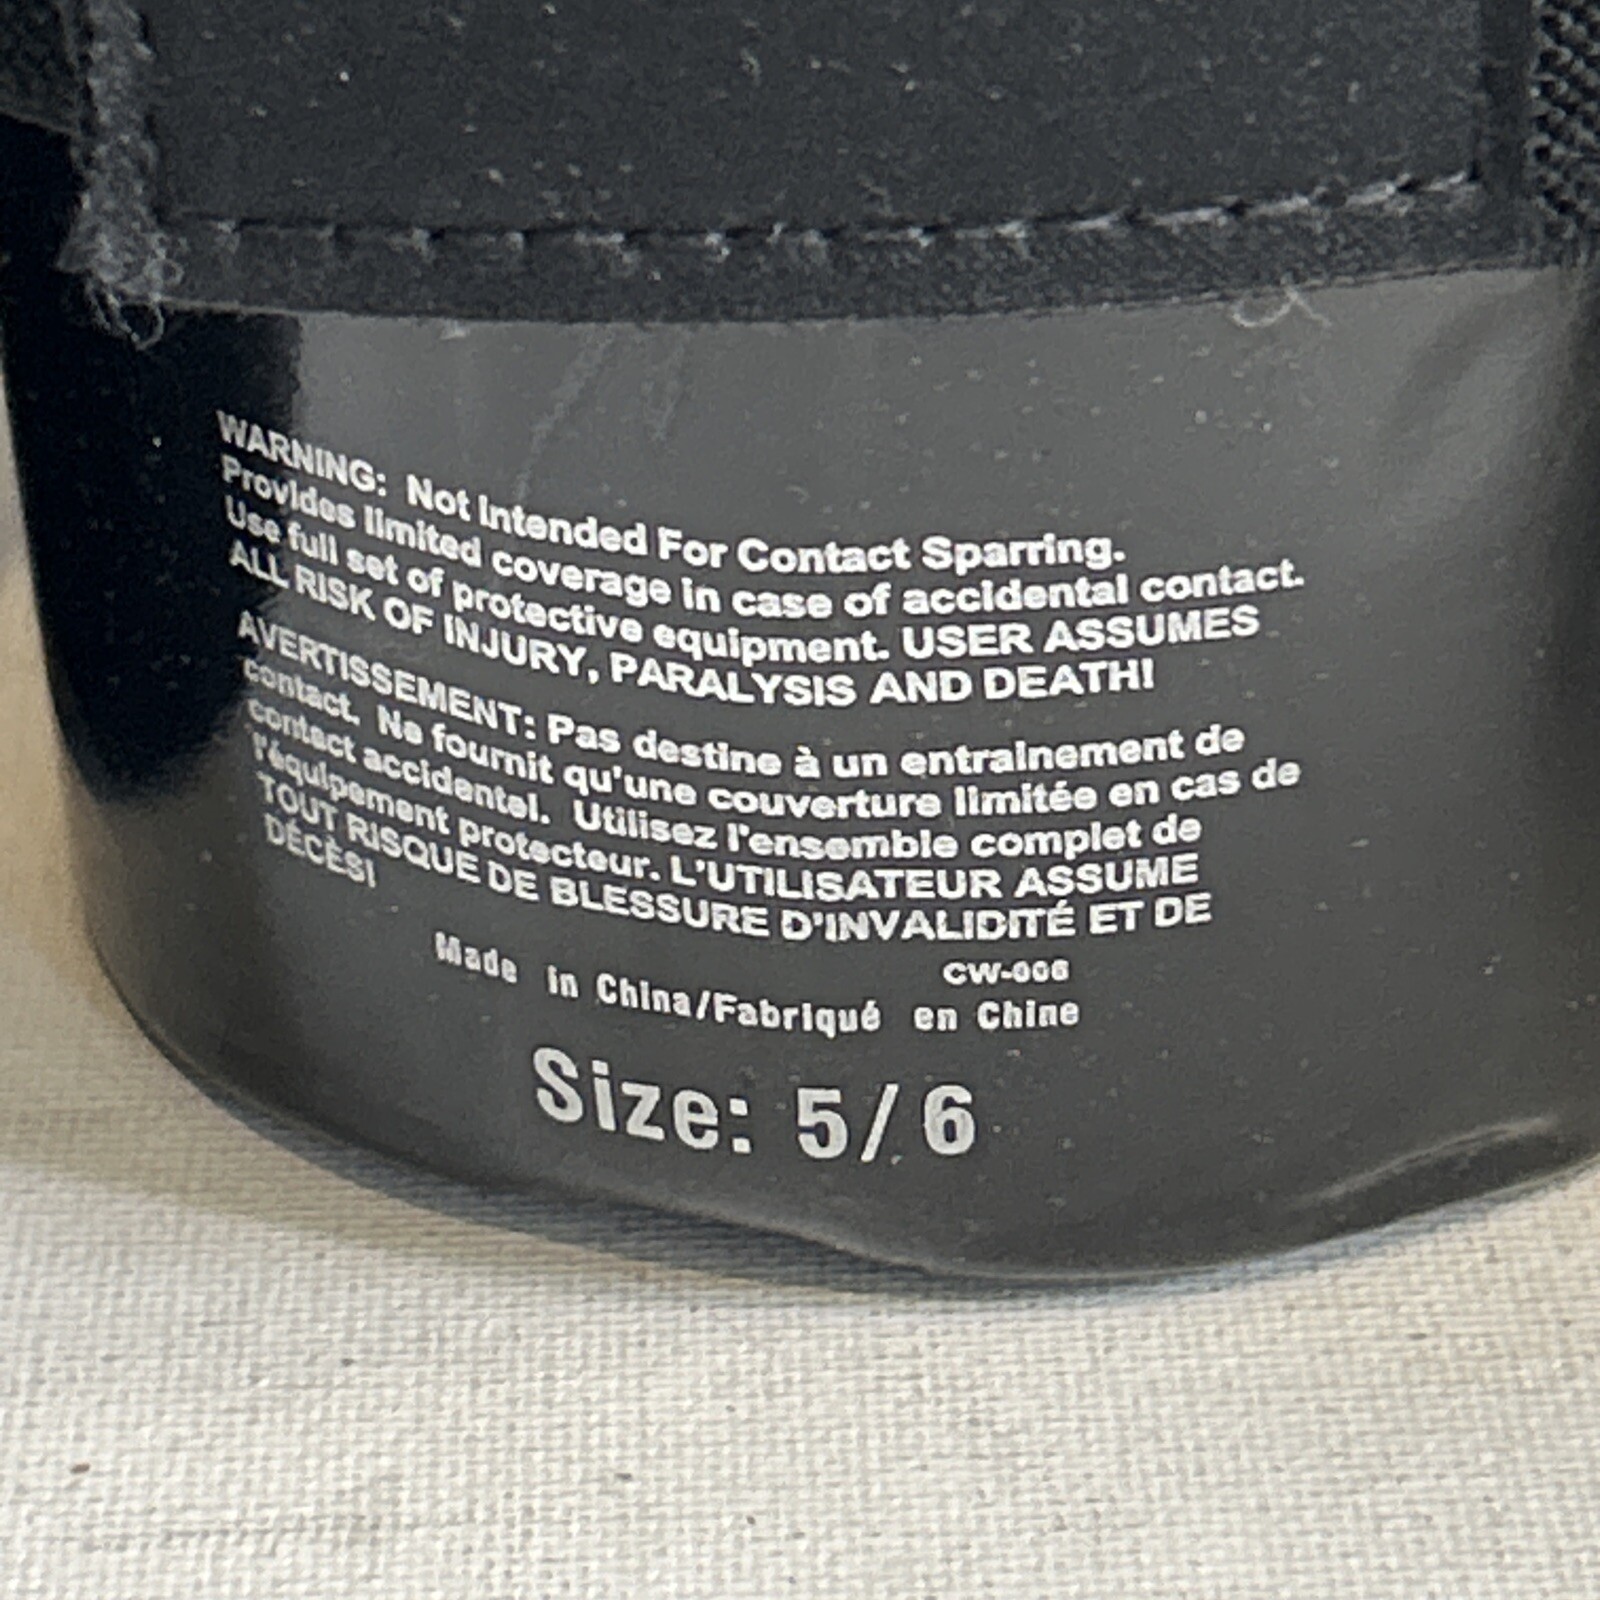 WARNING: Not Intended For Contact Sparring.
Provides limited coverage in case of accidental contact.
Use full set of protective equipment. USER ASSUMES
ALL RISK OF INJURY, PARALYSIS AND DEATH!
AVERTISSEMENT: Pas destine à un entrainement de
contact. Ne fournit qu'une couverture limitée en cas de
contact accidentel. Utilisez l'ensemble complet de
l'équipement protecteur. L'UTILISATEUR ASSUME
TOUT RISQUE DE BLESSURE D'INVALIDITÉ ET DE
DÉCÈS!
CW-006
Made in China/Fabriqué en Chine
Size: 5/6